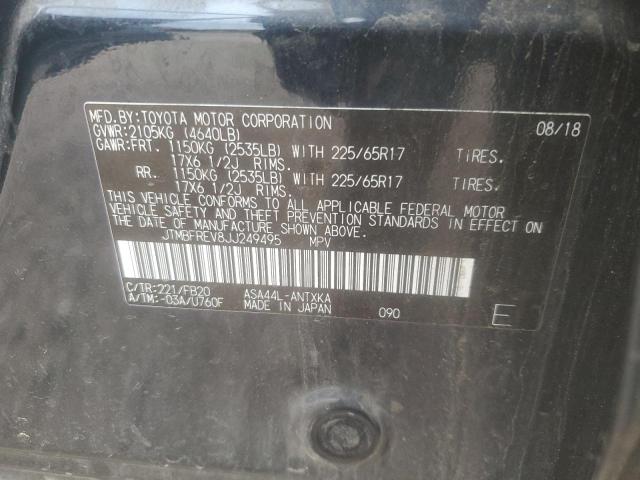 MFD.BY:TOYOTA MOTOR CORPORATION 08/18
GVWR:2105KG (4640LB)
GAWR:FRT. 1150KG (2535LB) WITH 225/65R17 TIRES.
17X6 1/2J RIMS.
RR. 1150KG (2535LB) WITH 225/65R17 TIRES.
17X6 1/2J RIMS.
THIS VEHICLE CONFORMS TO ALL APPLICABLE FEDERAL MOTOR
VEHICLE SAFETY AND THEFT PREVENTION STANDARDS IN EFFECT ON
THE DATE OF MANUFACTURE SHOWN ABOVE.
JTMBFREV8JJ249495 MPV
C/TR:221/FB20 ASA44L-ANTXKA
A/TM:-03A/U760F MADE IN JAPAN 090 E